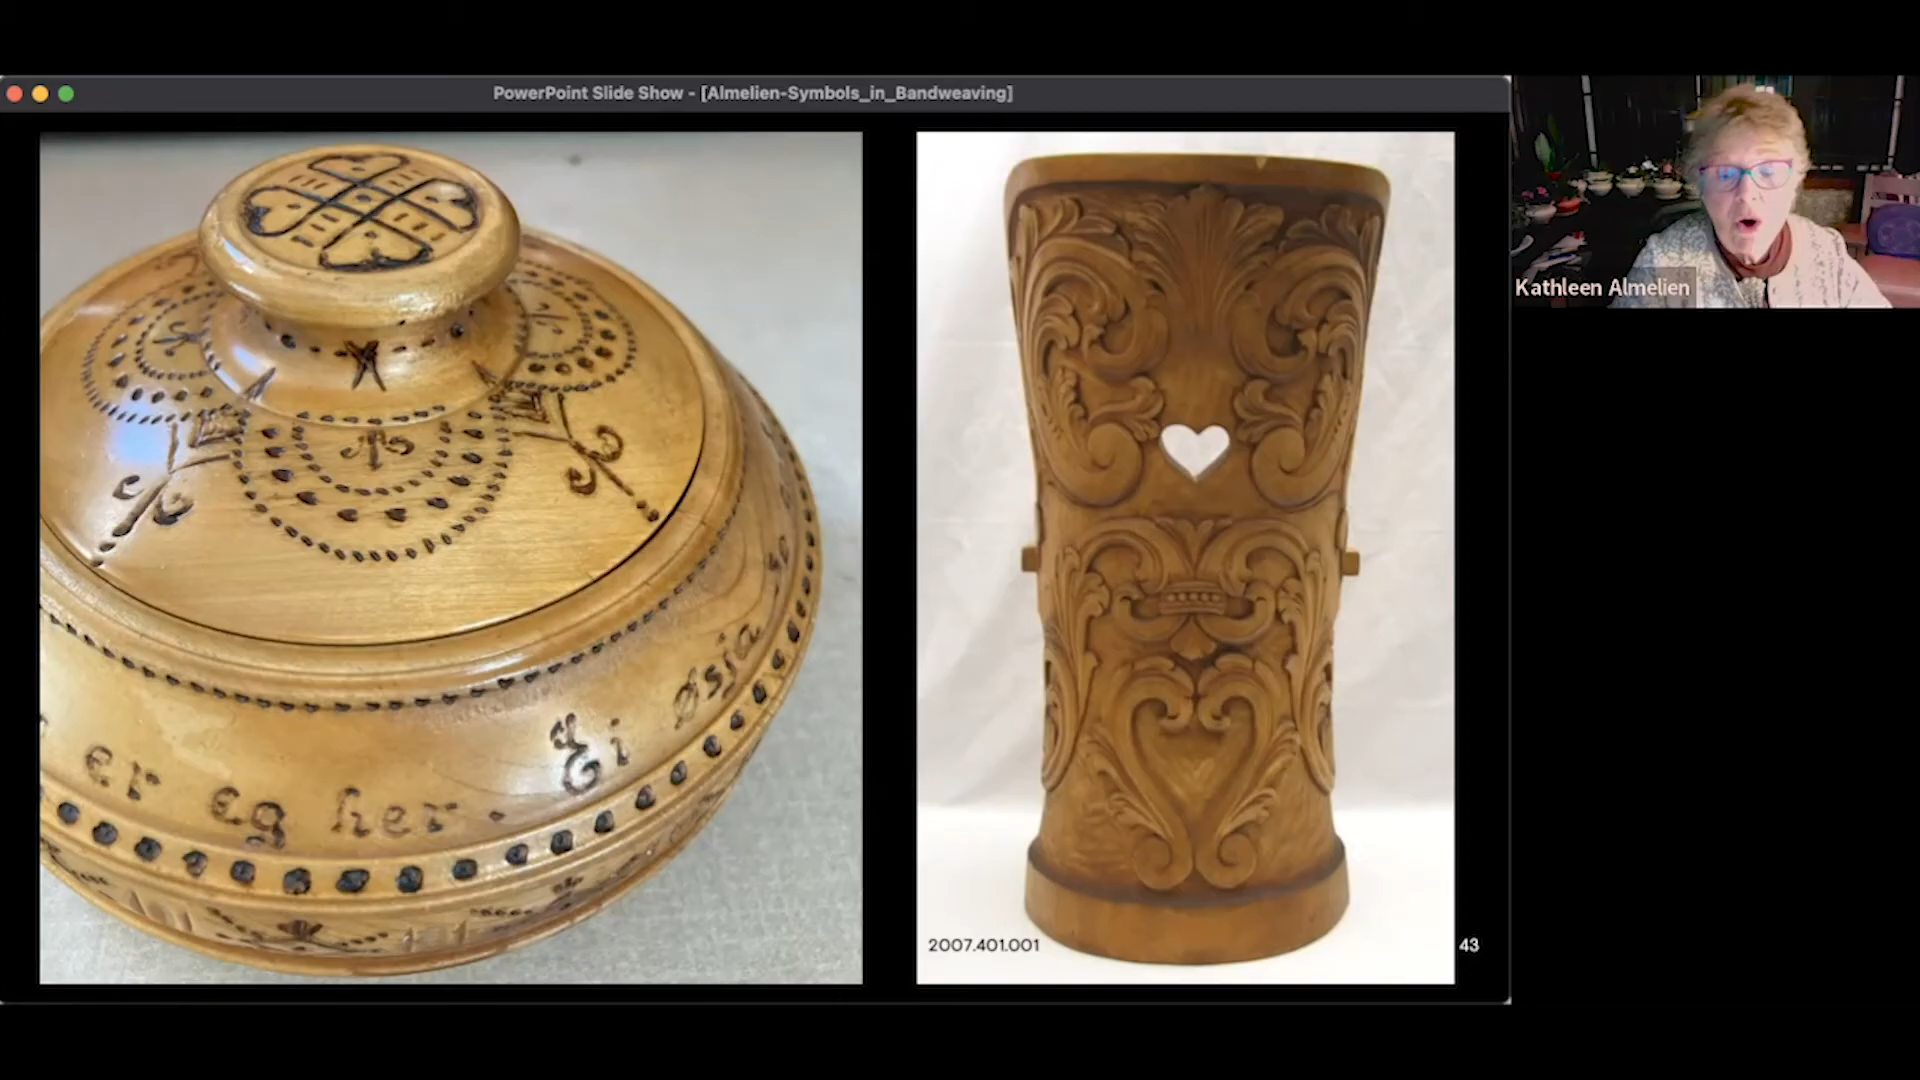 PowerPoint Slide Show - [Almelien-Symbols_in_Bandweaving]
er eg her. Ei øsja
2007.401.001
43
Kathleen Almelien